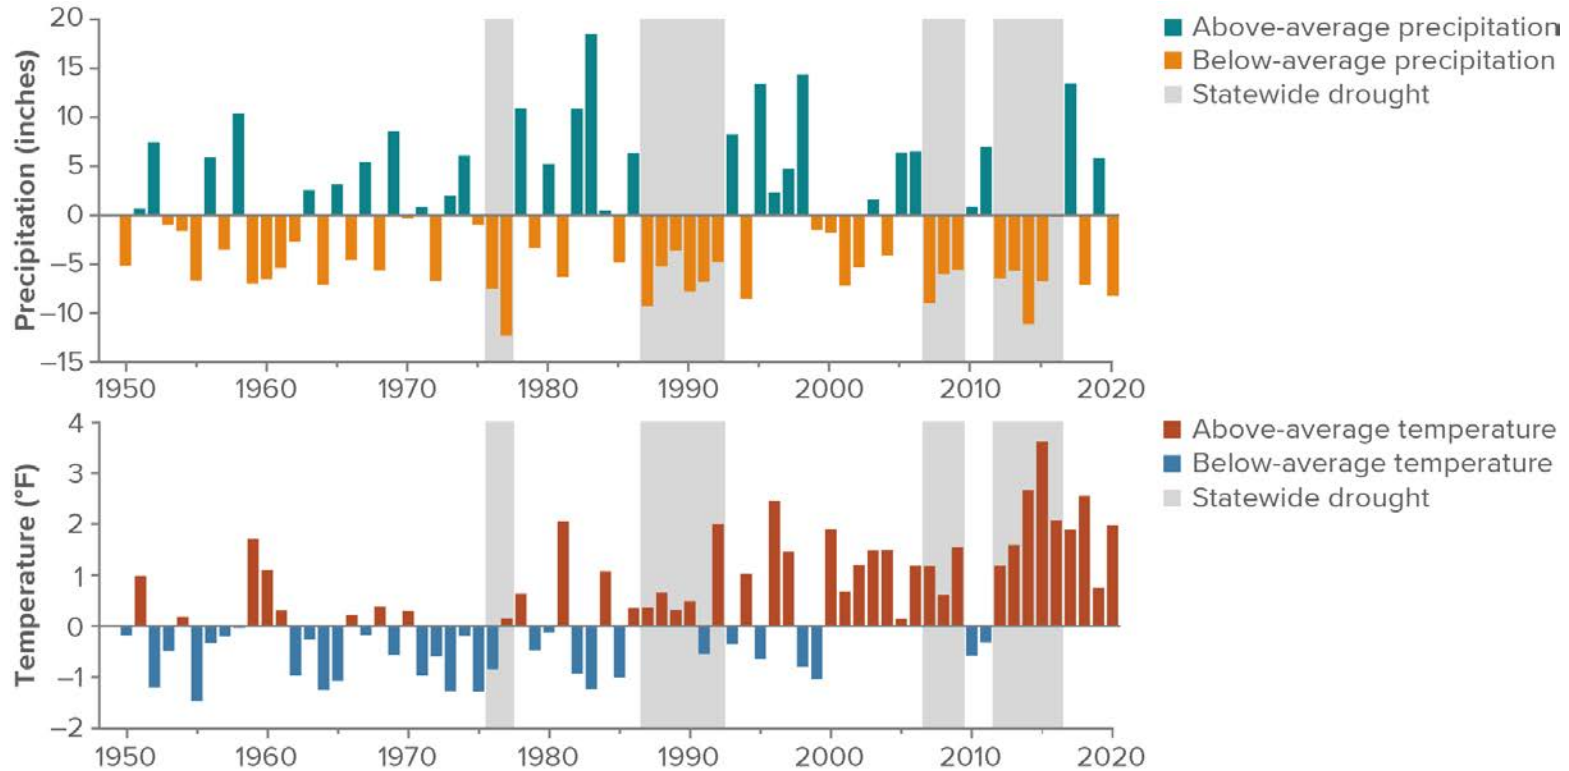 Precipitation (inches)
20
15
10
5
0
−5
−10
−15
1950 1960 1970 1980 1990 2000 2010 2020
Above-average precipitation
Below-average precipitation
Statewide drought
Temperature (°F)
4
3
2
1
0
−1
−2
1950 1960 1970 1980 1990 2000 2010 2020
Above-average temperature
Below-average temperature
Statewide drought